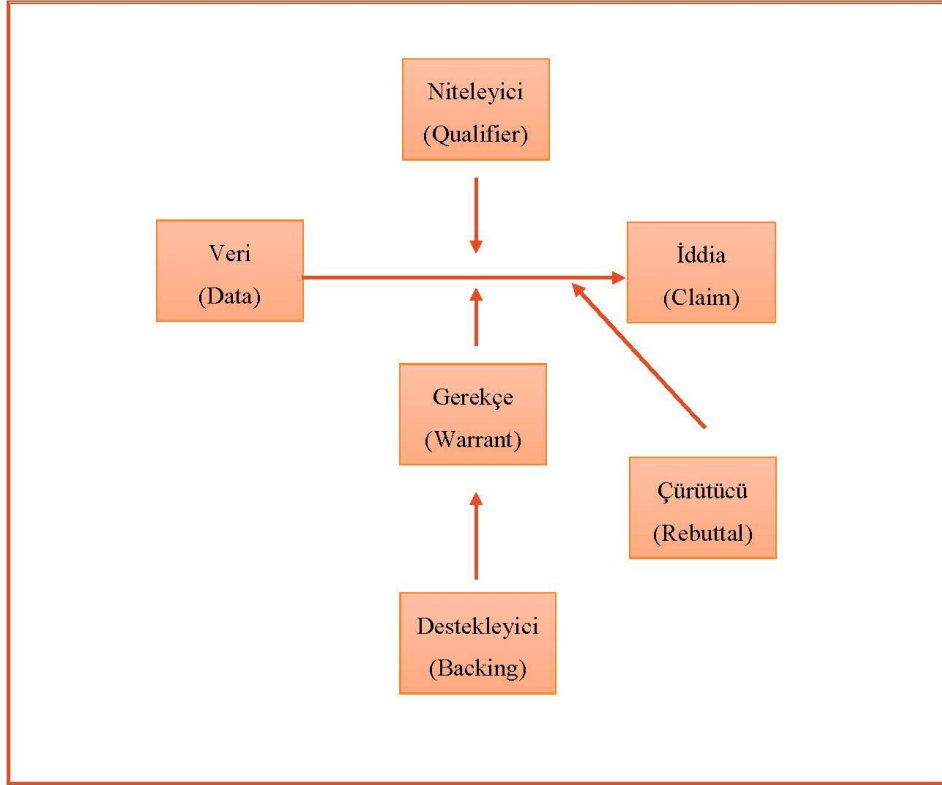 Niteleyici
(Qualifier)
Veri
(Data)
İddia
(Claim)
Gerekçe
(Warrant)
Çürütücü
(Rebuttal)
Destekleyici
(Backing)